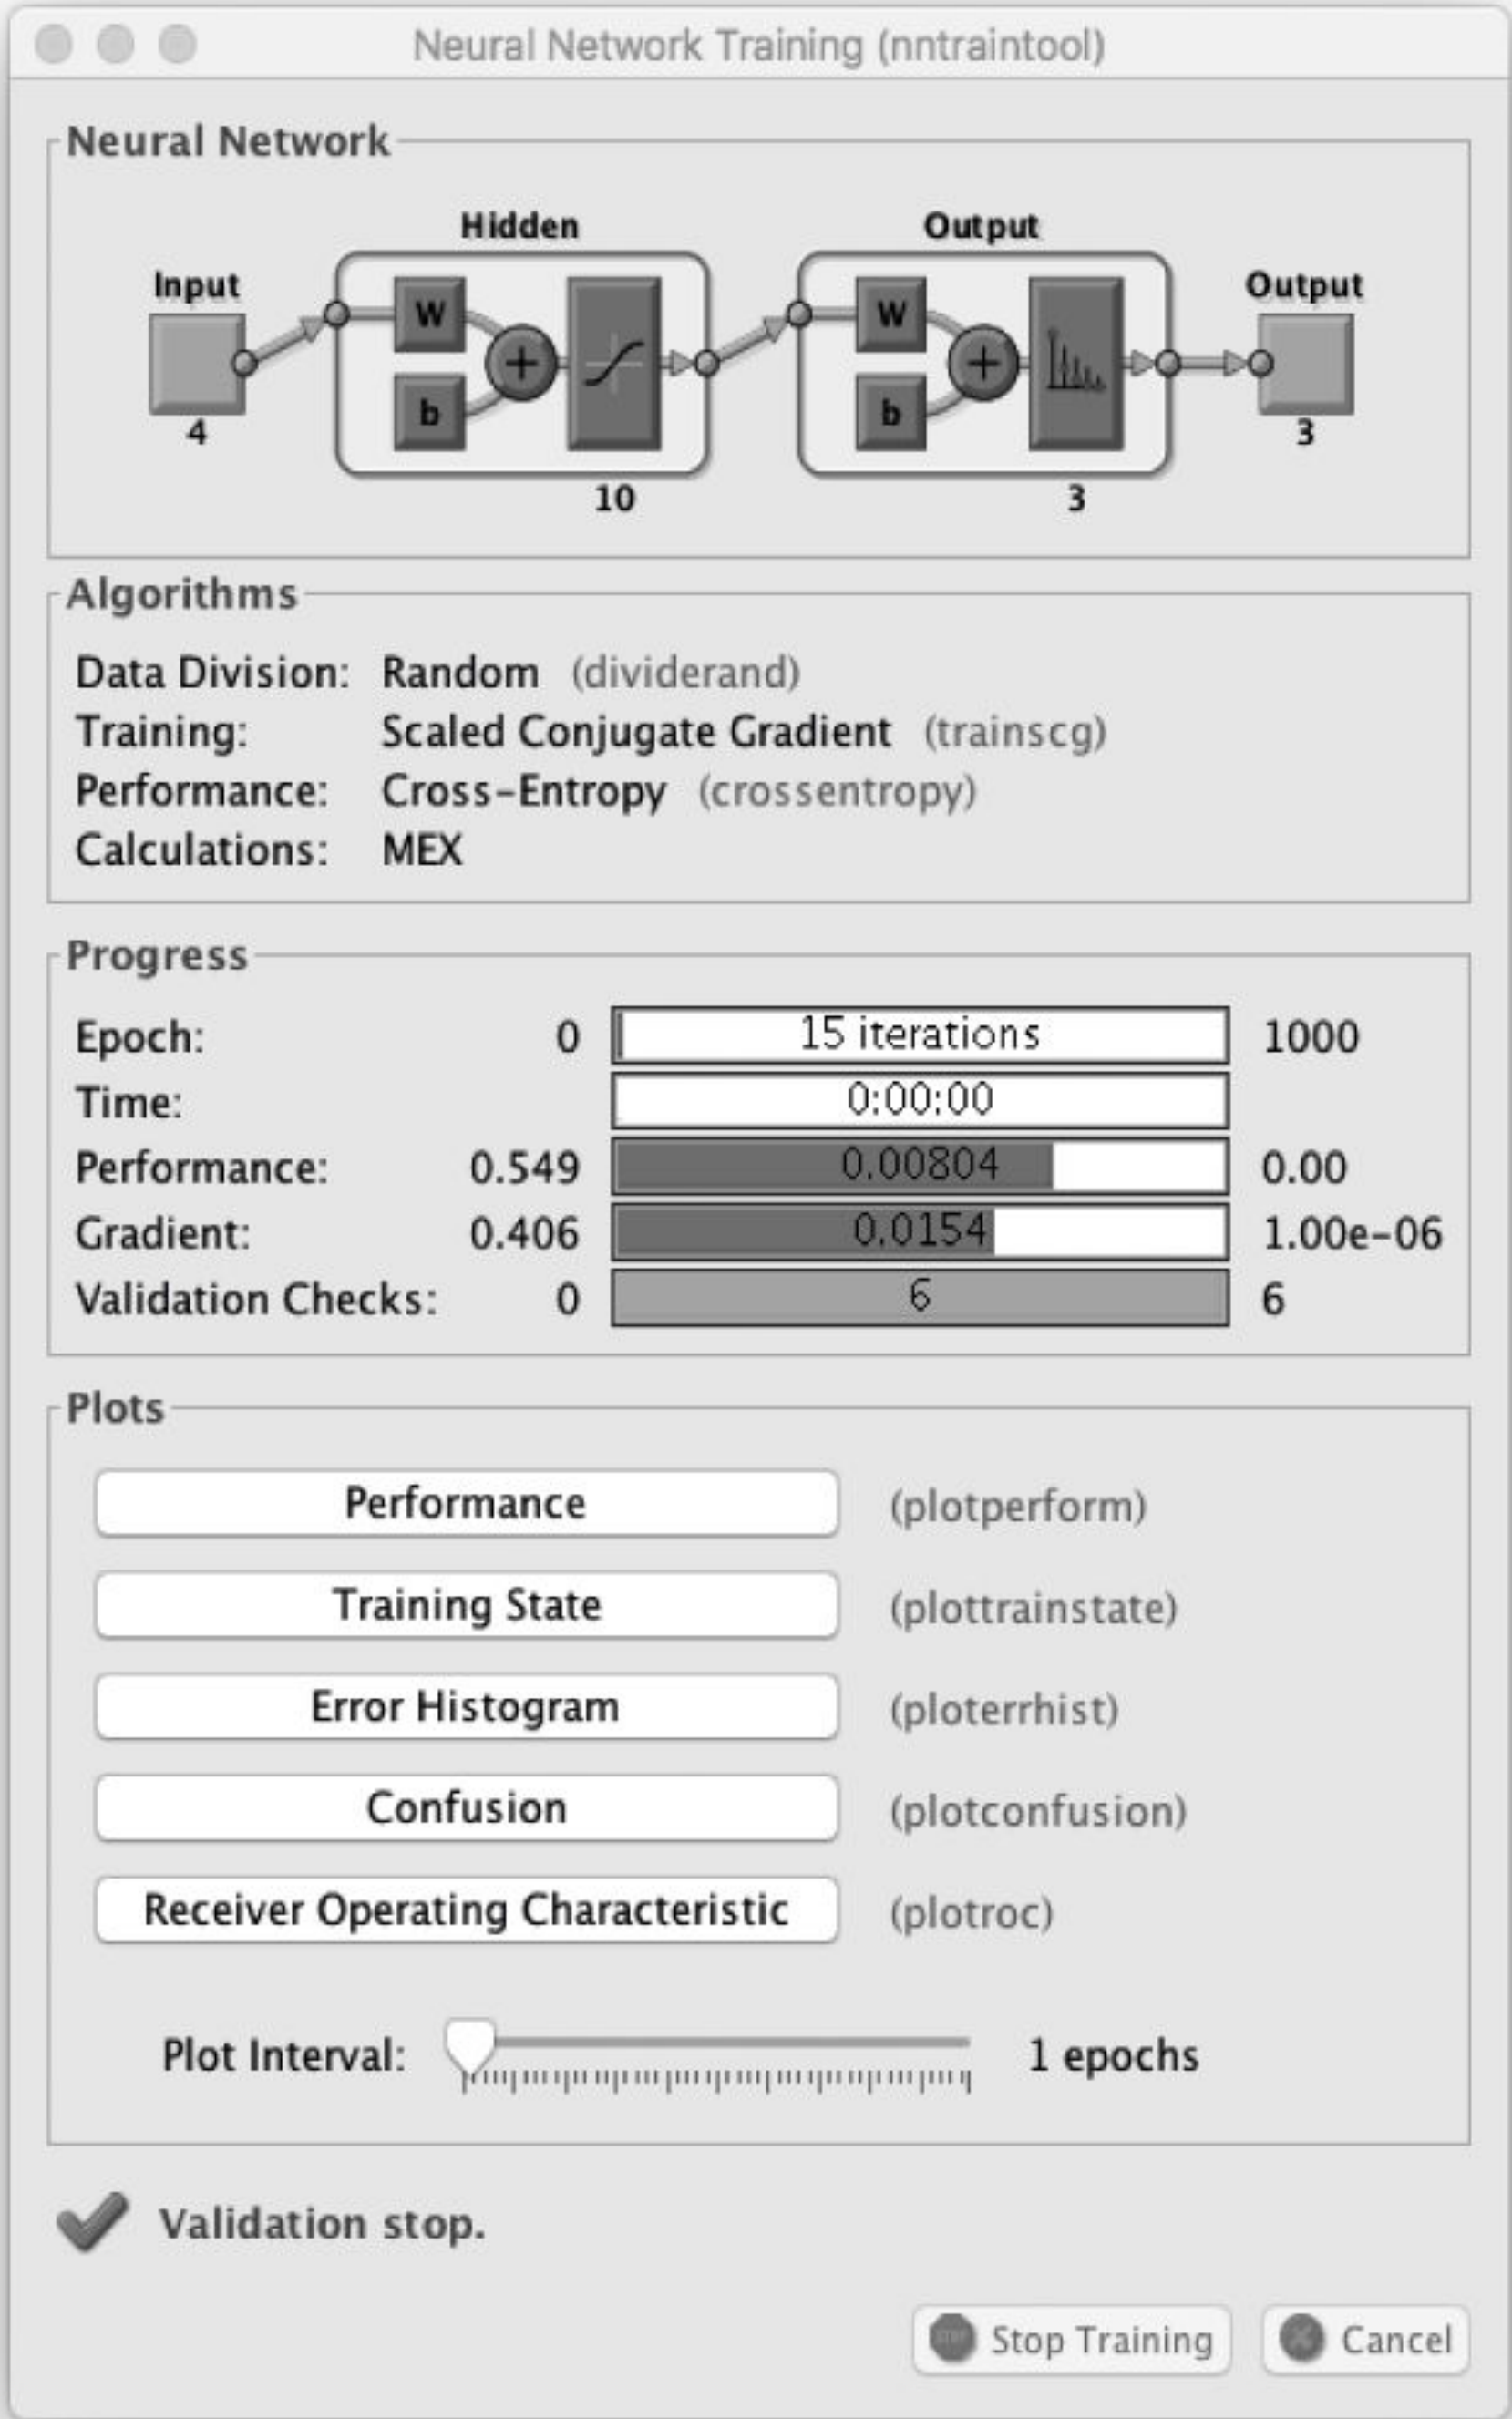 Neural Network Training (nntraintool)
Neural Network
Hidden
Output
Input
Output
W
W
b
b
4
3
10
3
Algorithms
Data Division: Random (dividerand)
Training: Scaled Conjugate Gradient (trainscg)
Performance: Cross-Entropy (crossentropy)
Calculations: MEX
Progress
Epoch: 0 15 iterations 1000
Time: 0:00:00
Performance: 0.549 0.00804 0.00
Gradient: 0.406 0.0154 1.00e-06
Validation Checks: 0 6 6
Plots
Performance (plotperform)
Training State (plottrainstate)
Error Histogram (ploterrhist)
Confusion (plotconfusion)
Receiver Operating Characteristic (plotroc)
Plot Interval: 1 epochs
Validation stop.
Stop Training Cancel